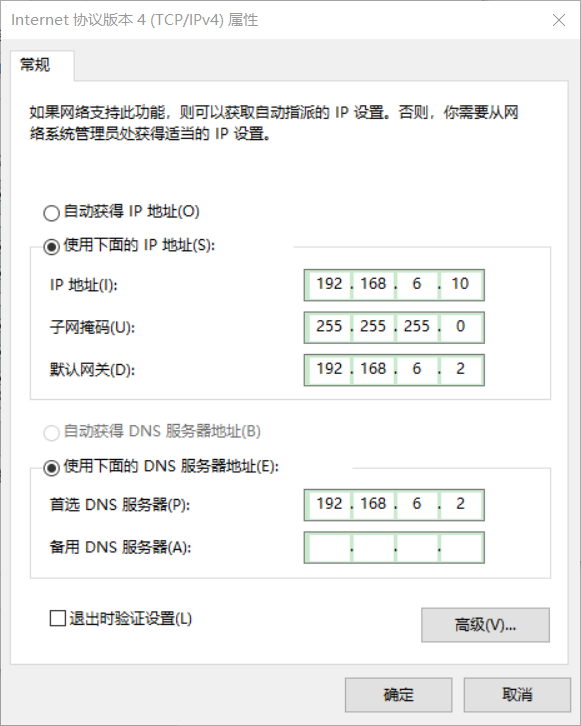 Internet 协议版本 4 (TCP/IPv4) 属性
常规
如果网络支持此功能，则可以获取自动指派的 IP 设置。否则，你需要从网
络系统管理员处获得适当的 IP 设置。
自动获得 IP 地址(O)
使用下面的 IP 地址(S):
IP 地址(I): 192 . 168 . 6 . 10
子网掩码(U): 255 . 255 . 255 . 0
默认网关(D): 192 . 168 . 6 . 2
自动获得 DNS 服务器地址(B)
使用下面的 DNS 服务器地址(E):
首选 DNS 服务器(P): 192 . 168 . 6 . 2
备用 DNS 服务器(A): . . .
退出时验证设置(L)
高级(V)...
确定 取消